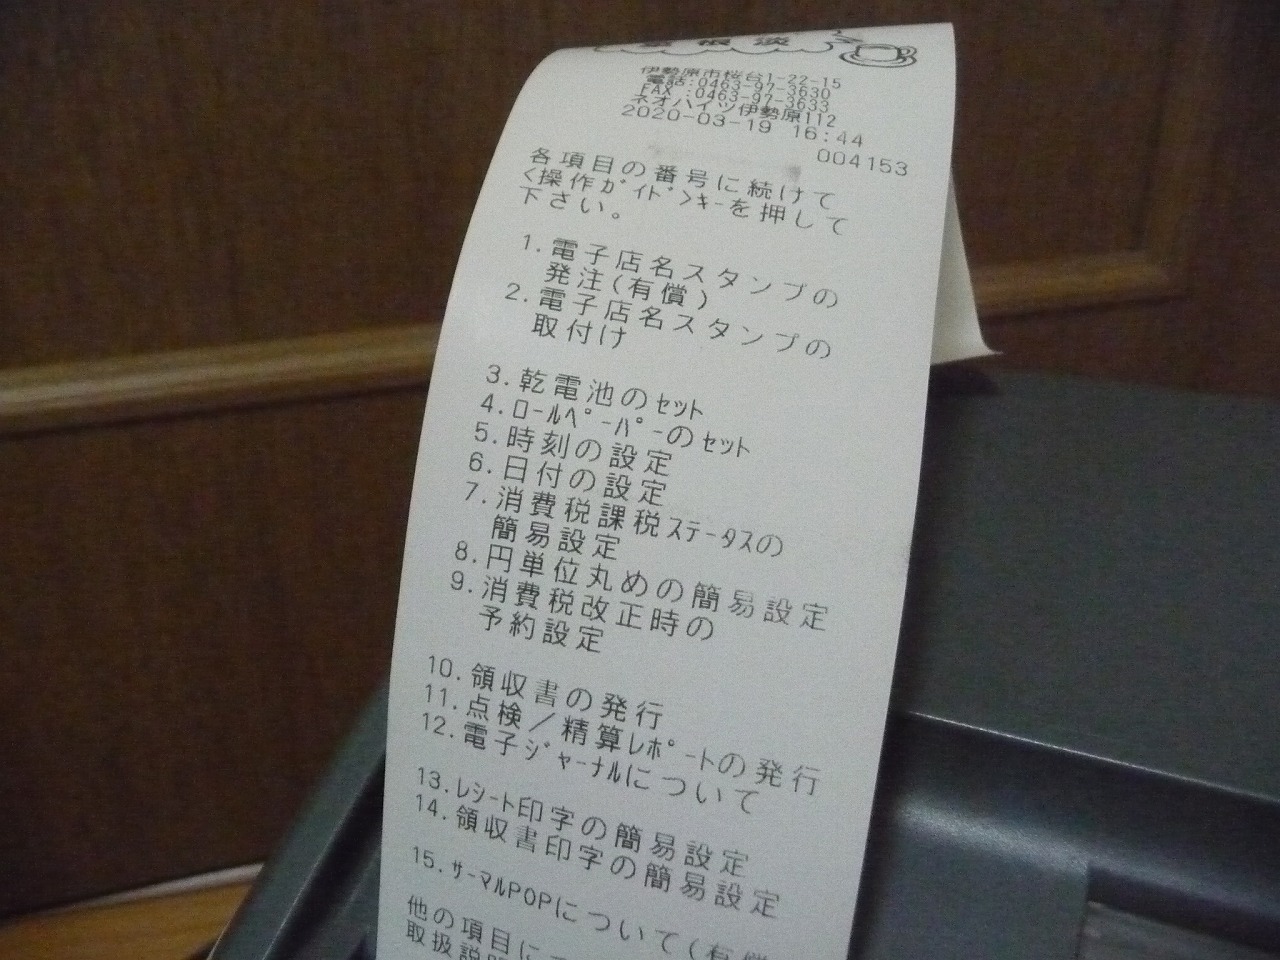 伊勢原市桜台1-22-15
電話:0463-97-3630
FAX :0463-97-3633
ネオハイツ伊勢原112
2020-03-19 16:44
004153
各項目の番号に続けて
<操作ｶﾞｲﾄﾞ>ｷｰを押して
下さい。
1.電子店名スタンプの
発注(有償)
2.電子店名スタンプの
取付け
3.乾電池のｾｯﾄ
4.ﾛｰﾙﾍﾟｰﾊﾟｰのｾｯﾄ
5.時刻の設定
6.日付の設定
7.消費税課税ｽﾃｰﾀｽの
簡易設定
8.円単位丸めの簡易設定
9.消費税改正時の
予約設定
10.領収書の発行
11.点検／精算ﾚﾎﾟｰﾄの発行
12.電子ｼﾞｬｰﾅﾙについて
13.ﾚｼｰﾄ印字の簡易設定
14.領収書印字の簡易設定
15.ｻｰﾏﾙPOPについて(有償
他の項目に
取扱説明